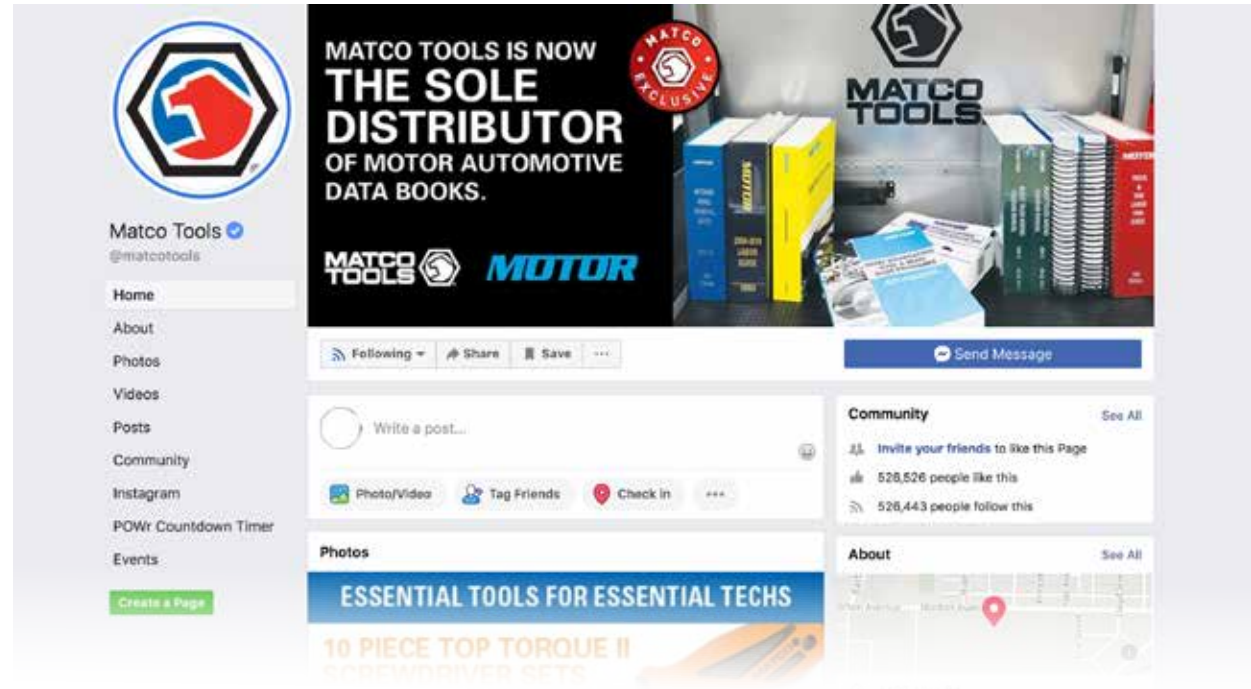 MATCO TOOLS IS NOW
THE SOLE
DISTRIBUTOR
OF MOTOR AUTOMOTIVE
DATA BOOKS.
MATCO
TOOLS
MOTOR
MATCO
EXCLUSIVE
MATCO
TOOLS
MOTOR
MOTOR
Matco Tools
@matcotools
Home
About
Photos
Videos
Posts
Community
Instagram
POWr Countdown Timer
Events
Create a Page
Following
Share
Save
Send Message
Write a post...
Photo/Video
Tag Friends
Check in
Photos
ESSENTIAL TOOLS FOR ESSENTIAL TECHS
10 PIECE TOP TORQUE II
SCREWDRIVER SETS
Community
See All
Invite your friends to like this Page
526,526 people like this
528,443 people follow this
About
See All